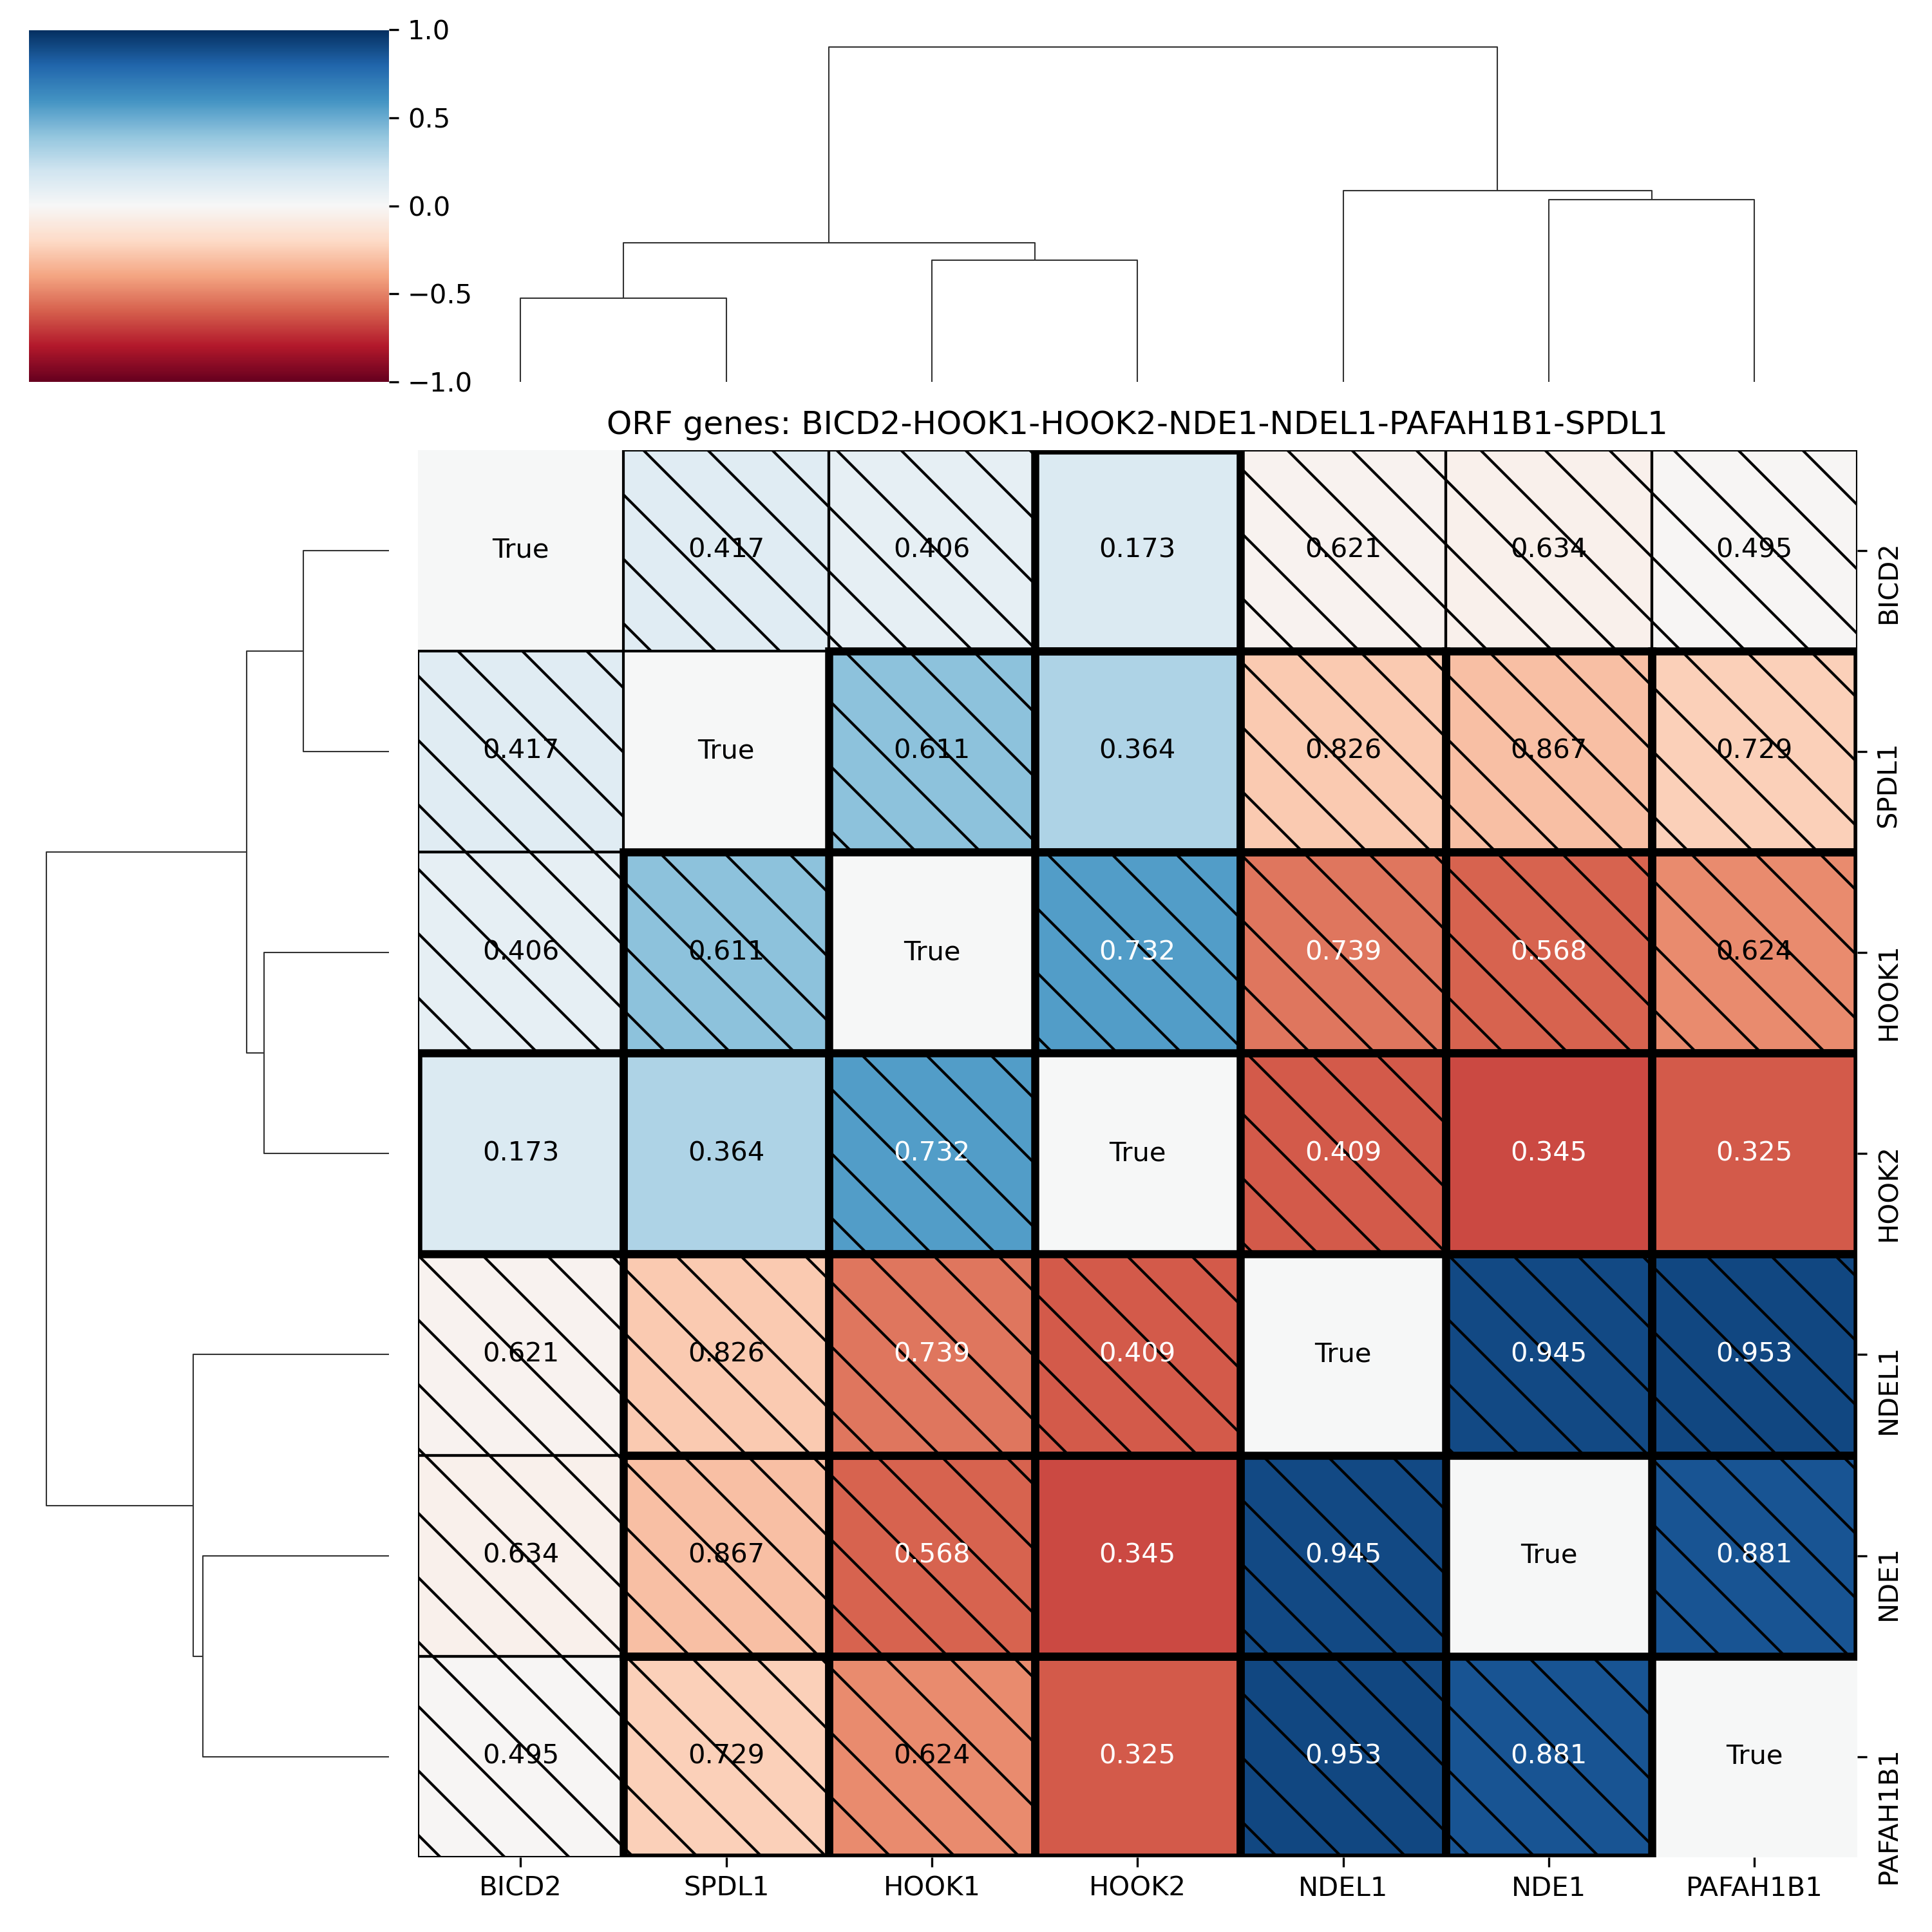 1.0
0.5
0.0
−0.5
−1.0
ORF genes: BICD2-HOOK1-HOOK2-NDE1-NDEL1-PAFAH1B1-SPDL1
True 0.417 0.406 0.173 0.621 0.634 0.495 BICD2
0.417 True 0.611 0.364 0.826 0.867 0.729 SPDL1
0.406 0.611 True 0.732 0.739 0.568 0.624 HOOK1
0.173 0.364 0.732 True 0.409 0.345 0.325 HOOK2
0.621 0.826 0.739 0.409 True 0.945 0.953 NDEL1
0.634 0.867 0.568 0.345 0.945 True 0.881 NDE1
0.495 0.729 0.624 0.325 0.953 0.881 True PAFAH1B1
BICD2 SPDL1 HOOK1 HOOK2 NDEL1 NDE1 PAFAH1B1